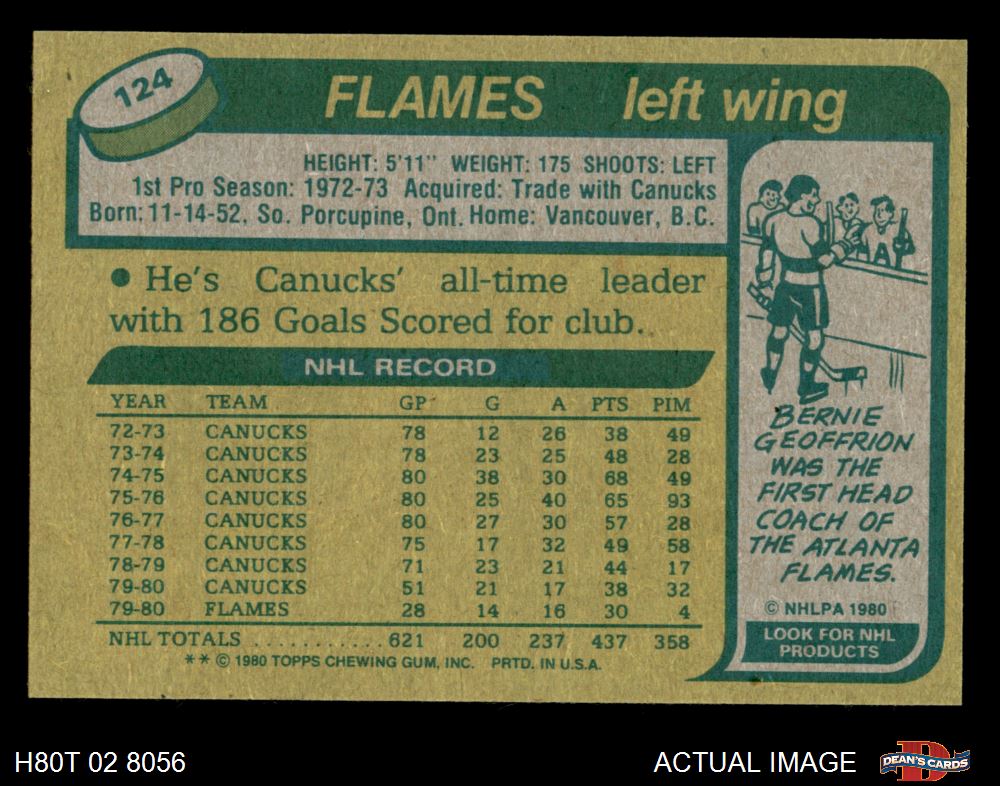 124
FLAMES left wing
HEIGHT: 5'11" WEIGHT: 175 SHOOTS: LEFT
1st Pro Season: 1972-73 Acquired: Trade with Canucks
Born: 11-14-52, So. Porcupine, Ont. Home: Vancouver, B.C.
● He's Canucks' all-time leader
with 186 Goals Scored for club.
NHL RECORD
YEAR TEAM GP G A PTS PIM
72-73 CANUCKS 78 12 26 38 49
73-74 CANUCKS 78 23 25 48 28
74-75 CANUCKS 80 38 30 68 49
75-76 CANUCKS 80 25 40 65 93
76-77 CANUCKS 80 27 30 57 28
77-78 CANUCKS 75 17 32 49 58
78-79 CANUCKS 71 23 21 44 17
79-80 CANUCKS 51 21 17 38 32
79-80 FLAMES 28 14 16 30 4
NHL TOTALS ............ 621 200 237 437 358
** © 1980 TOPPS CHEWING GUM, INC. PRTD. IN U.S.A.
BERNIE
GEOFFRION
WAS THE
FIRST HEAD
COACH OF
THE ATLANTA
FLAMES.
© NHLPA 1980
LOOK FOR NHL
PRODUCTS
H80T 02 8056
ACTUAL IMAGE
DEAN'S CARDS